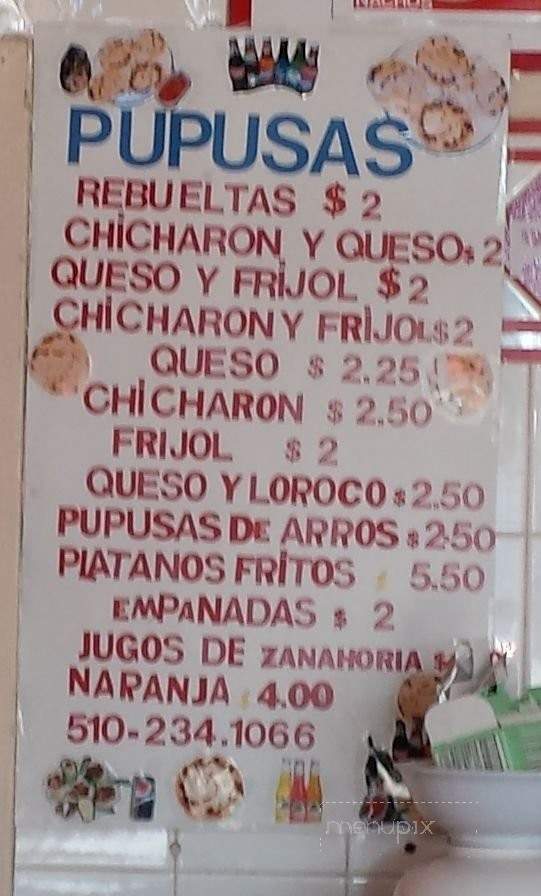 NACHOS
PUPUSAS
REBUELTAS $ 2
CHiCHARON Y QUESO $ 2
QUESO Y FRiJOL $ 2
CHiCHARON Y FRiJOL $ 2
QUESO $ 2.25
CHiCHARON $ 2.50
FRIJOL $ 2
QUESO Y LOROCO $ 2.50
PUPUSAS DE ARROS $ 2.50
PLATANOS FRiTOS 5.50
EMPANADAS $ 2
JUGOS DE ZANAHORIA $
NARANJA 4.00
510-234.1066
menupix